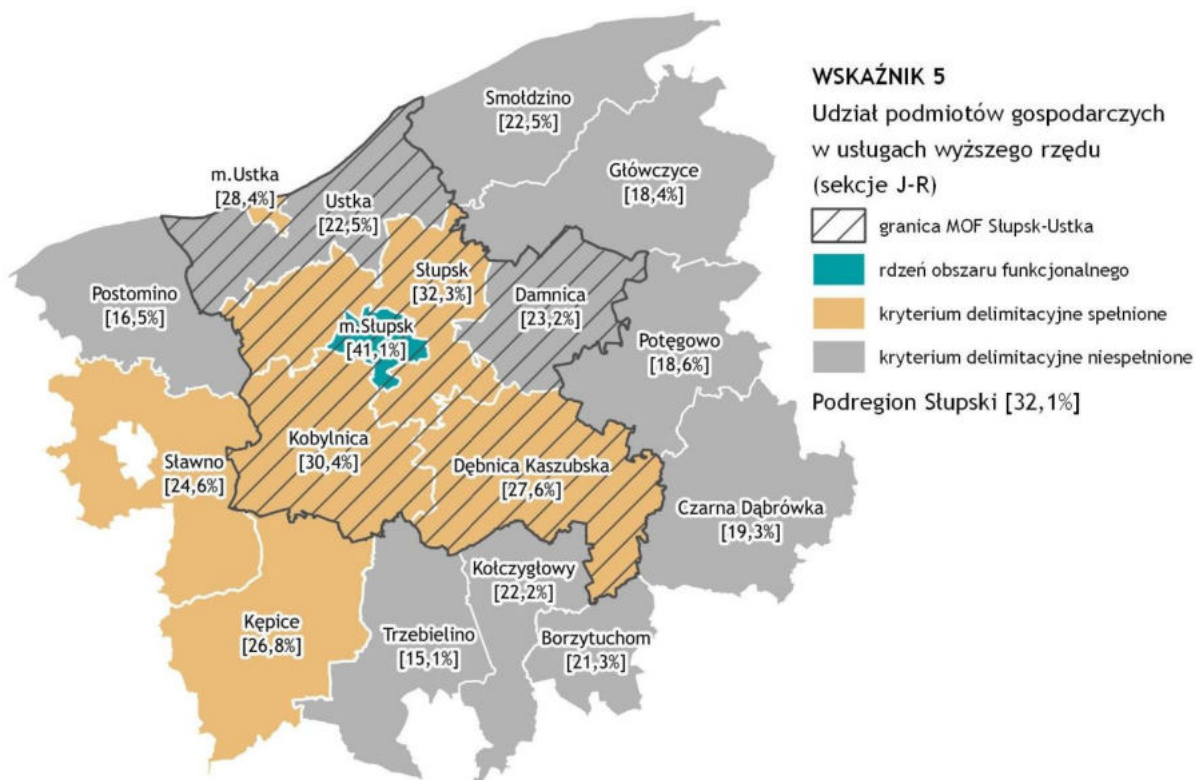 Smołdzino
[22,5%]
m.Ustka
[28,4%]
Ustka
[22,5%]
Główczyce
[18,4%]
Słupsk
[32,3%]
Postomino
[16,5%]
m.Słupsk
[41,1%]
Damnica
[23,2%]
Potęgowo
[18,6%]
Sławno
[24,6%]
Kobylnica
[30,4%]
Dębnica Kaszubska
[27,6%]
Czarna Dąbrówka
[19,3%]
Kołczygłowy
[22,2%]
Kępice
[26,8%]
Trzebielino
[15,1%]
Borzytuchom
[21,3%]
WSKAŹNIK 5
Udział podmiotów gospodarczych
w usługach wyższego rzędu
(sekcje J-R)
granica MOF Słupsk-Ustka
rdzeń obszaru funkcjonalnego
kryterium delimitacyjne spełnione
kryterium delimitacyjne niespełnione
Podregion Słupski [32,1%]